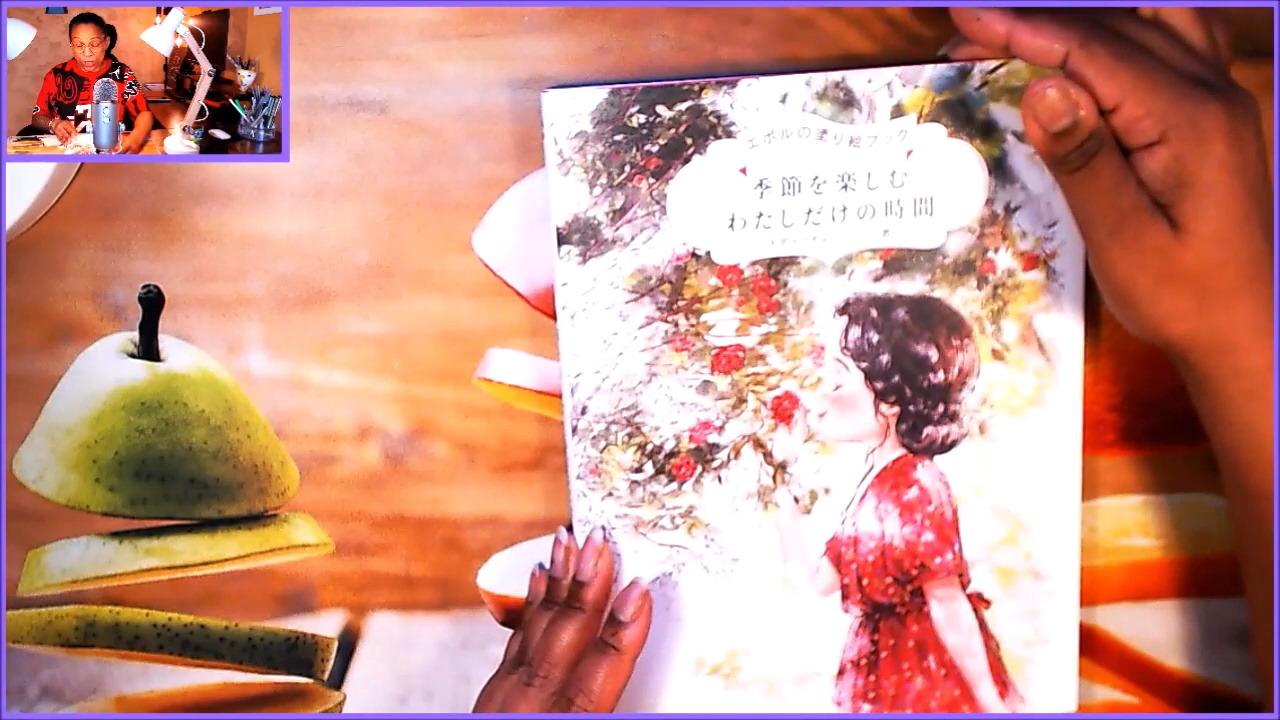 エポルの塗り絵ブック
季節を楽しむ
わたしだけの時間